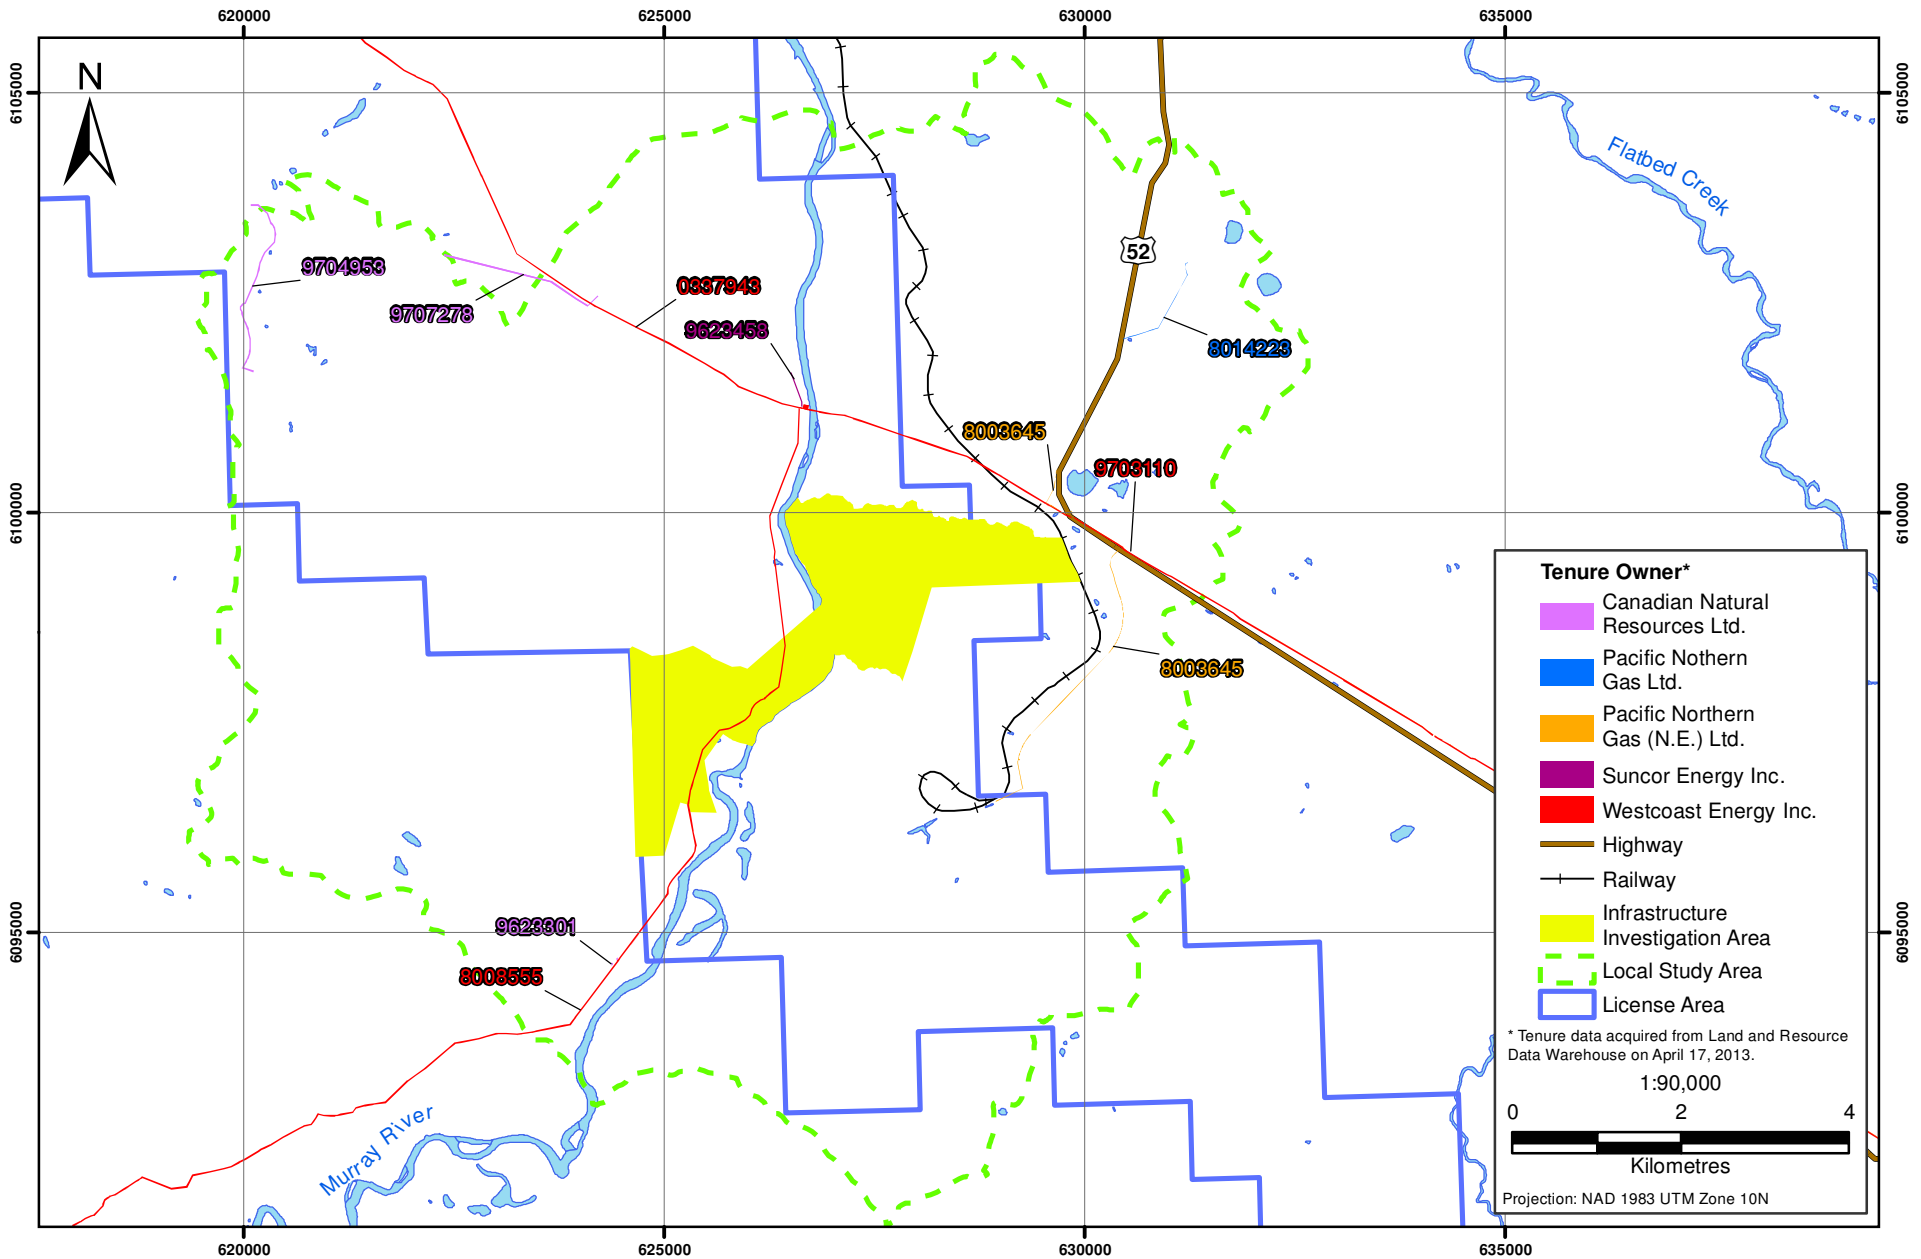 620000
625000
630000
635000
6105000
6105000
N
Flatbed Creek
52
9704953
9707278
0337943
9623458
8014223
8003645
9703110
6100000
6100000
8003645
Tenure Owner*
Canadian Natural
Resources Ltd.
Pacific Nothern
Gas Ltd.
Pacific Northern
Gas (N.E.) Ltd.
Suncor Energy Inc.
Westcoast Energy Inc.
Highway
Railway
Infrastructure
Investigation Area
Local Study Area
License Area
* Tenure data acquired from Land and Resource
Data Warehouse on April 17, 2013.
1:90,000
0 2 4
Kilometres
Projection: NAD 1983 UTM Zone 10N
6095000
6095000
9623301
8008555
Murray River
620000
625000
630000
635000